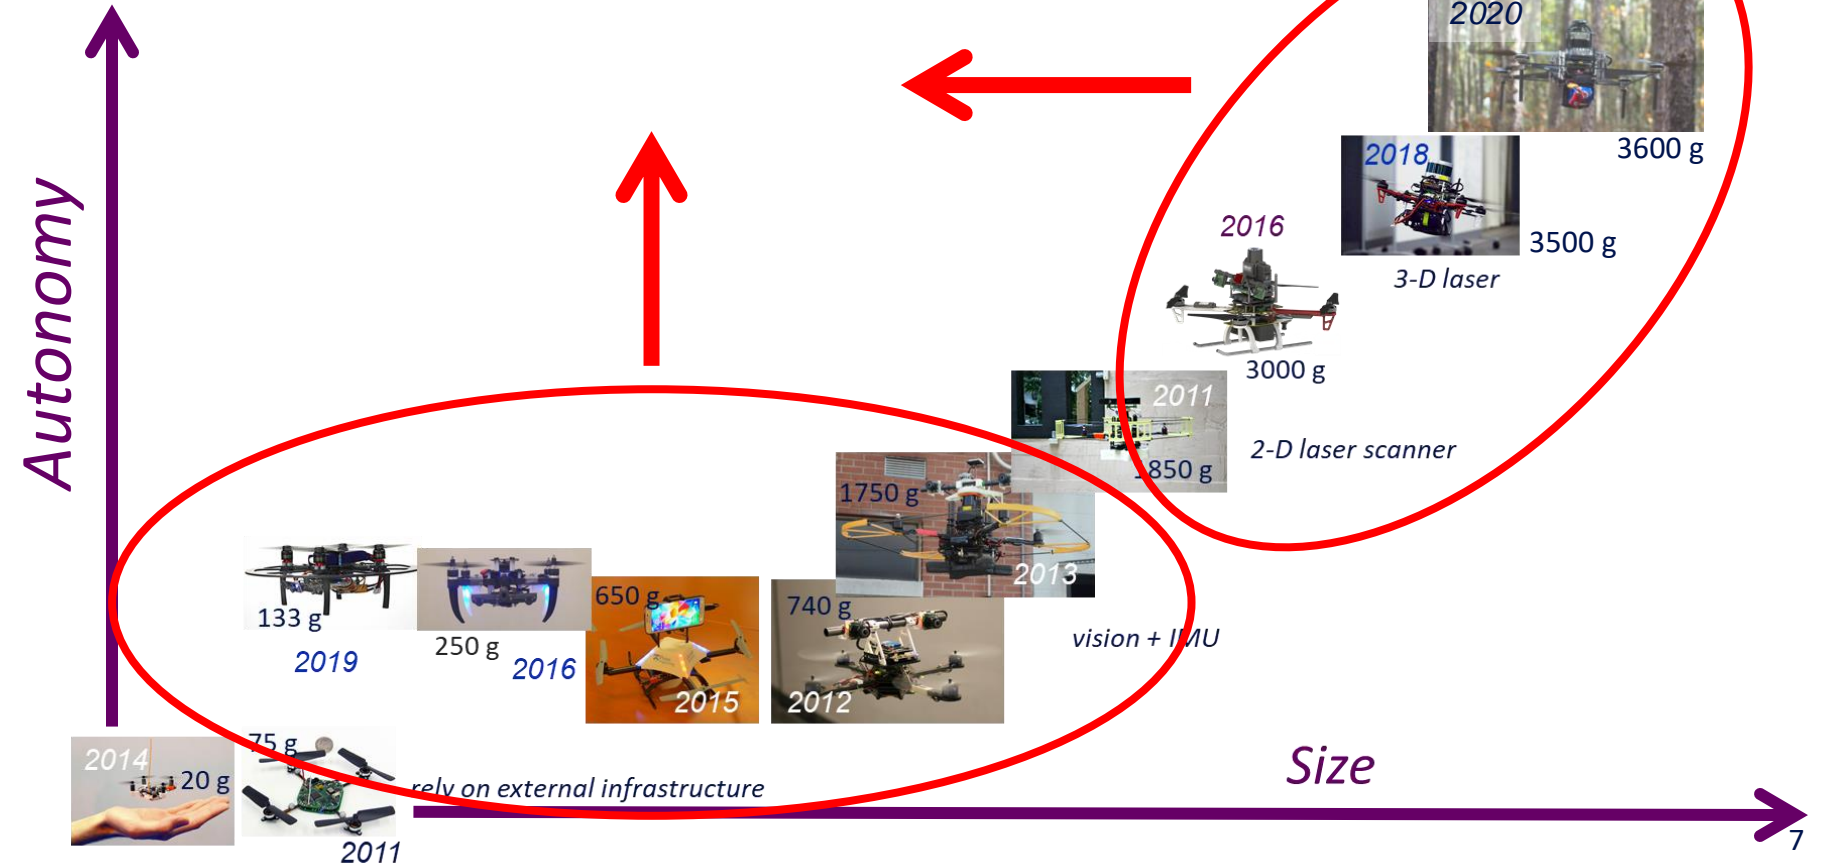 2020
3600 g
2018
3500 g
3-D laser
2016
3000 g
2011
1850 g
2-D laser scanner
Autonomy
1750 g
2013
133 g
2019
250 g
2016
650 g
2015
740 g
2012
vision + IMU
2014
20 g
75 g
2011
rely on external infrastructure
Size
7